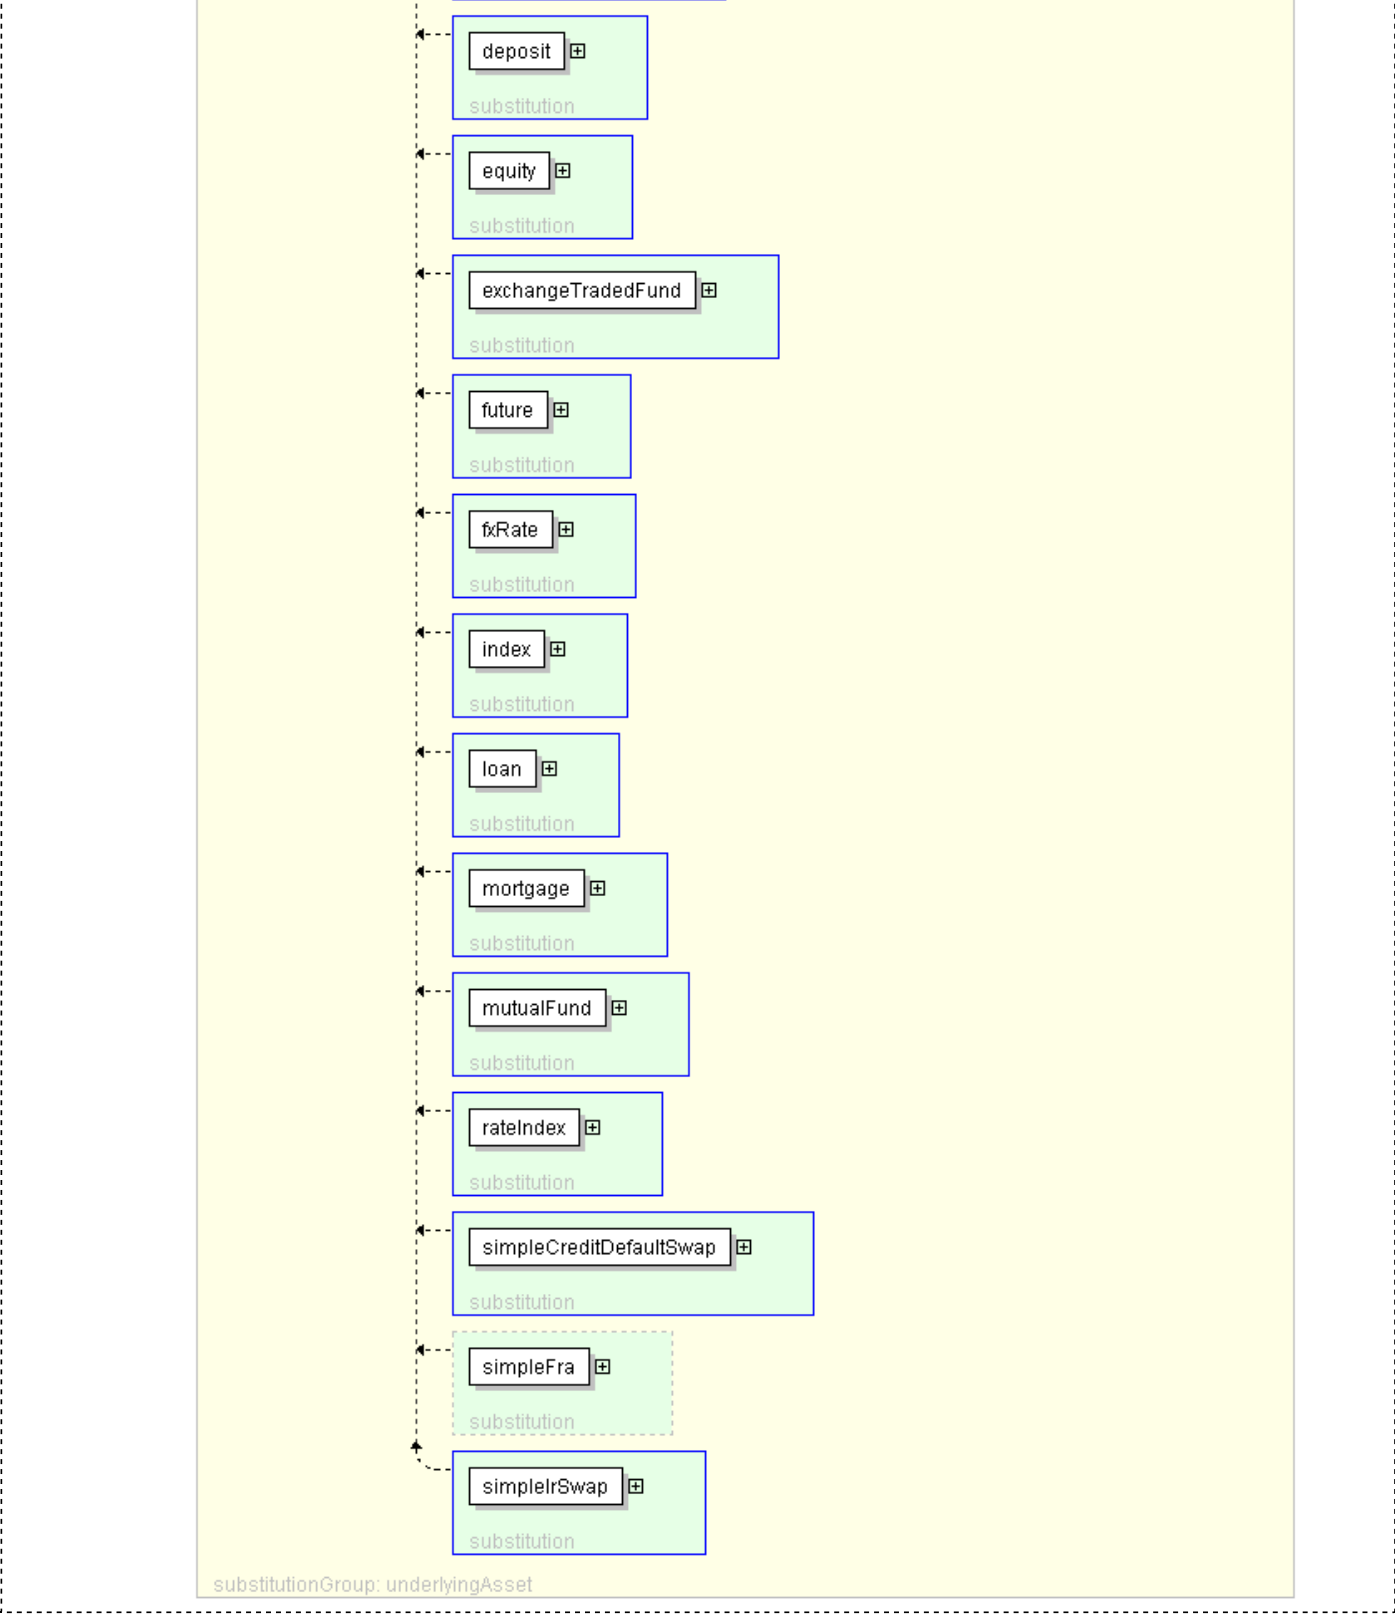 deposit
substitution
equity
substitution
exchangeTradedFund
substitution
future
substitution
fxRate
substitution
index
substitution
loan
substitution
mortgage
substitution
mutualFund
substitution
rateIndex
substitution
simpleCreditDefaultSwap
substitution
simpleFra
substitution
simpleIrSwap
substitution
substitutionGroup: underlyingAsset